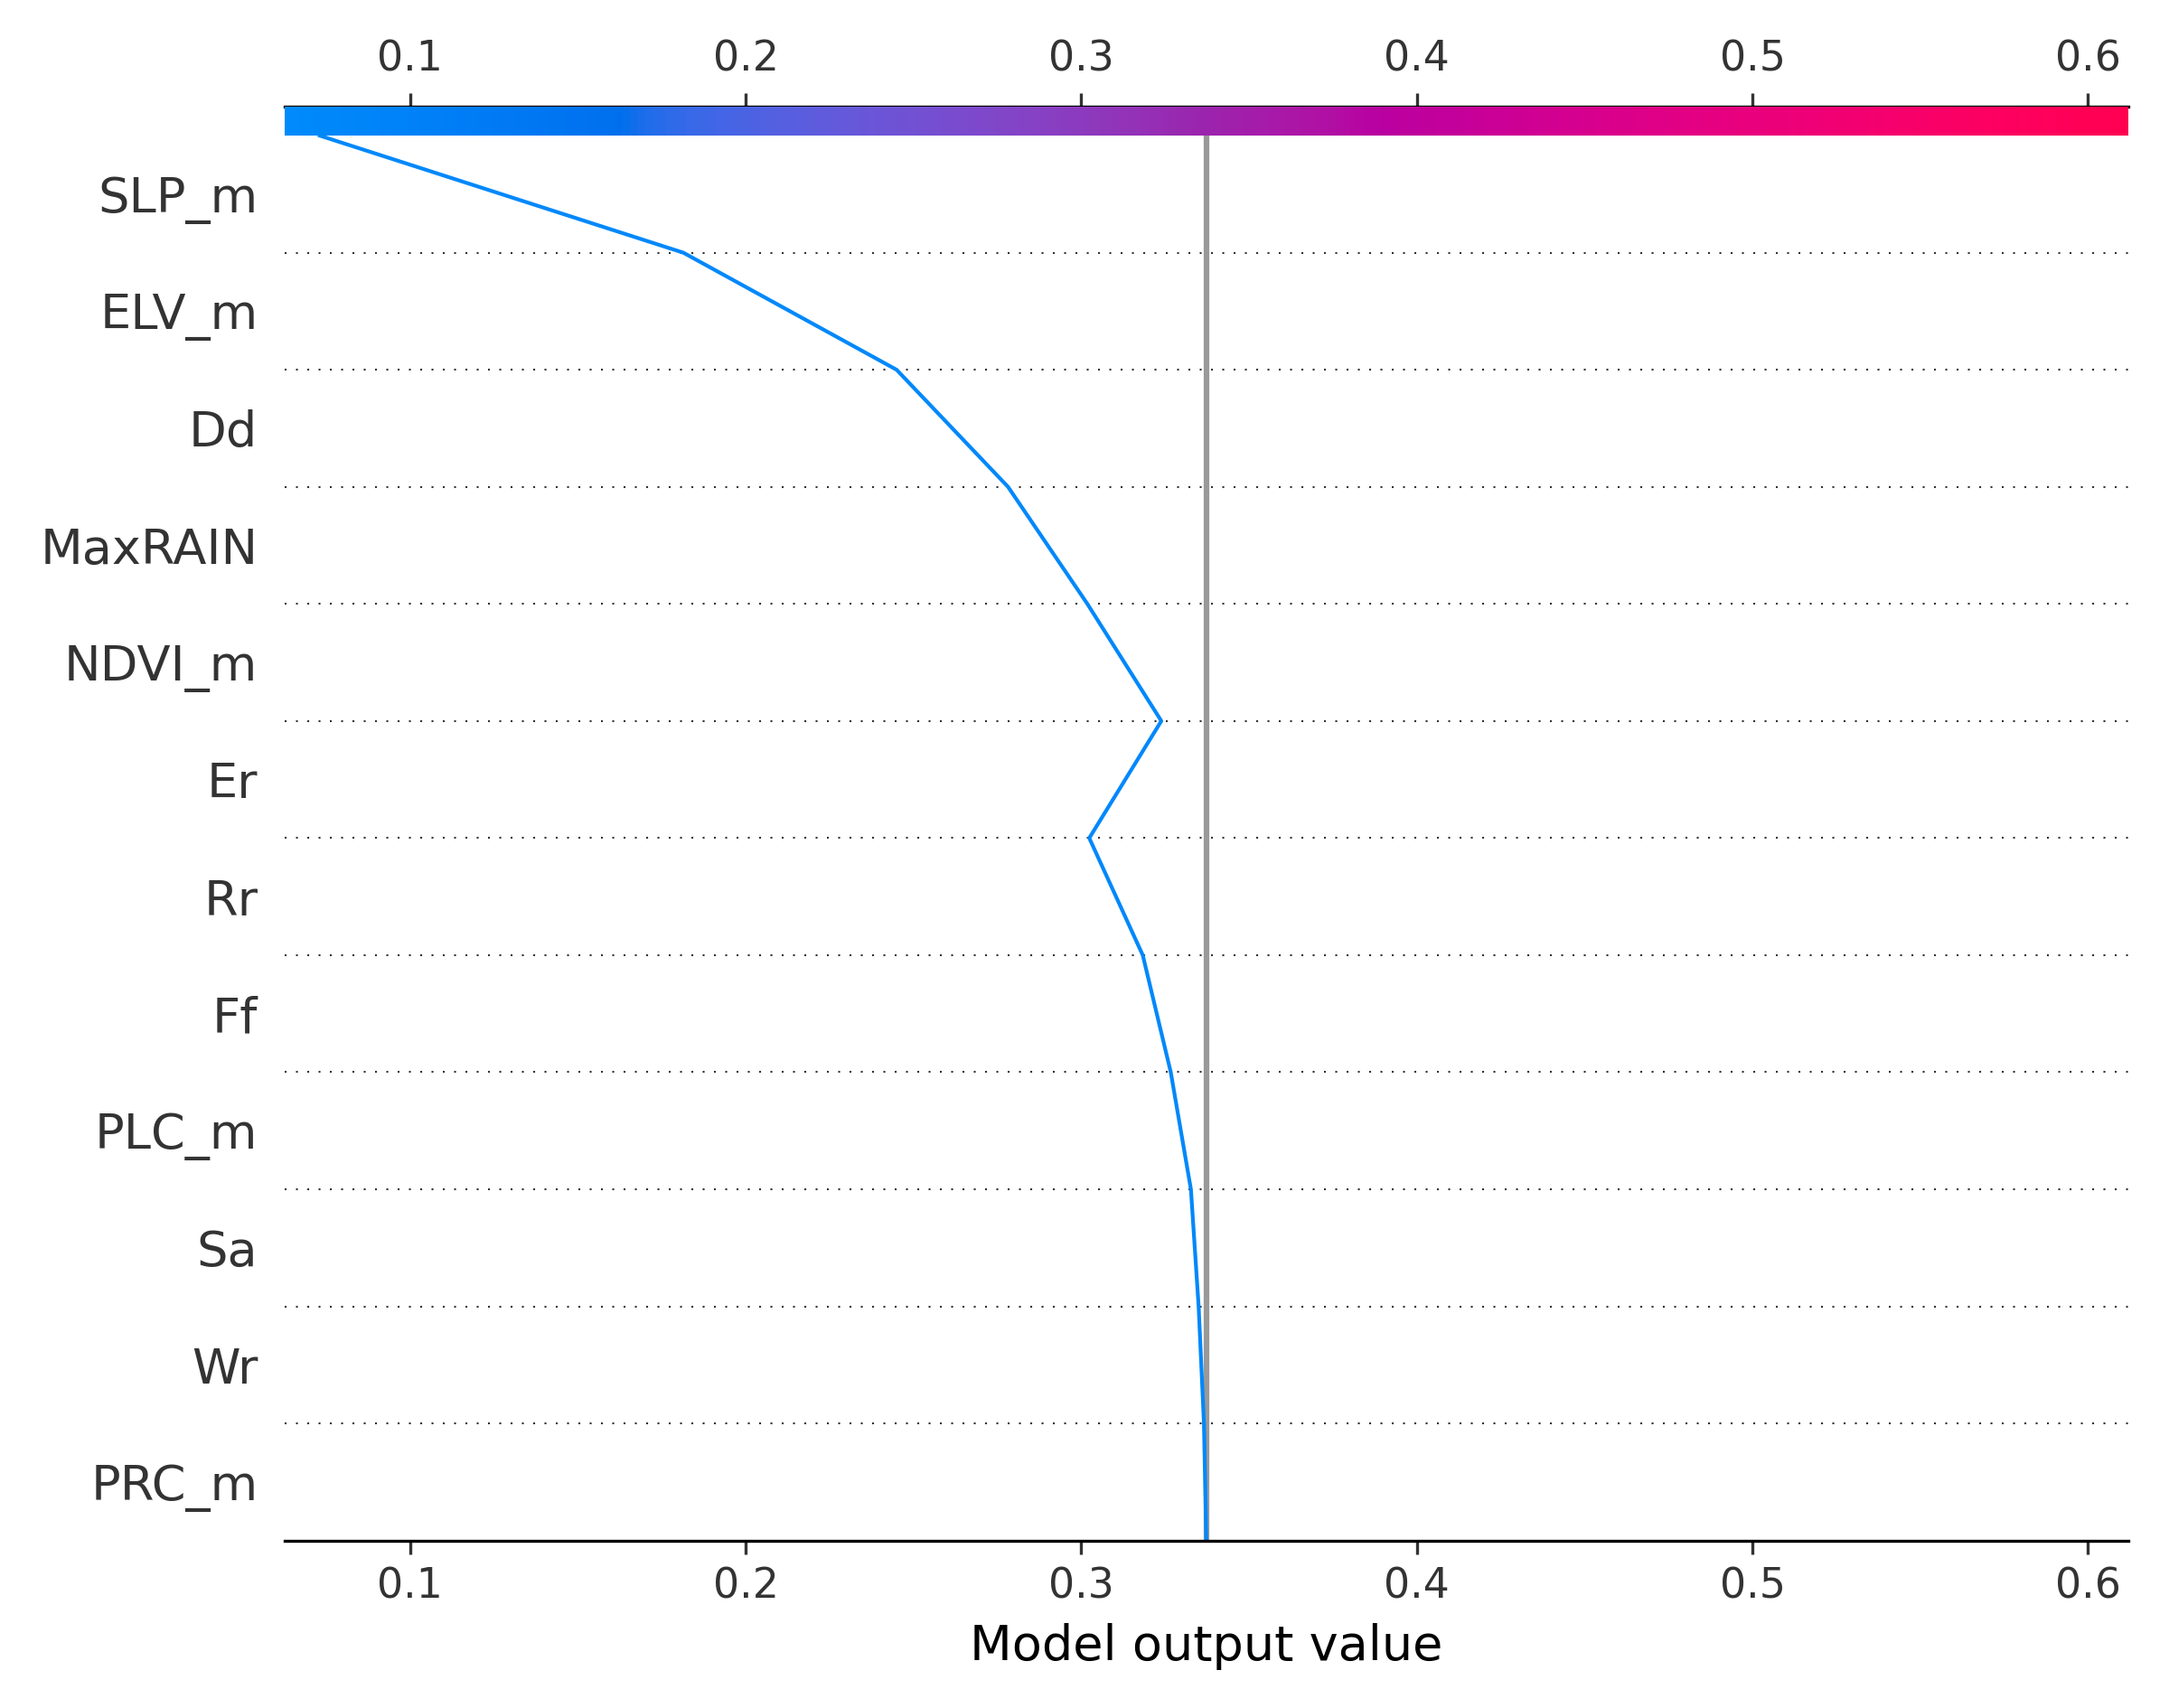 0.1 0.2 0.3 0.4 0.5 0.6
SLP_m
ELV_m
Dd
MaxRAIN
NDVI_m
Er
Rr
Ff
PLC_m
Sa
Wr
PRC_m
0.1 0.2 0.3 0.4 0.5 0.6
Model output value